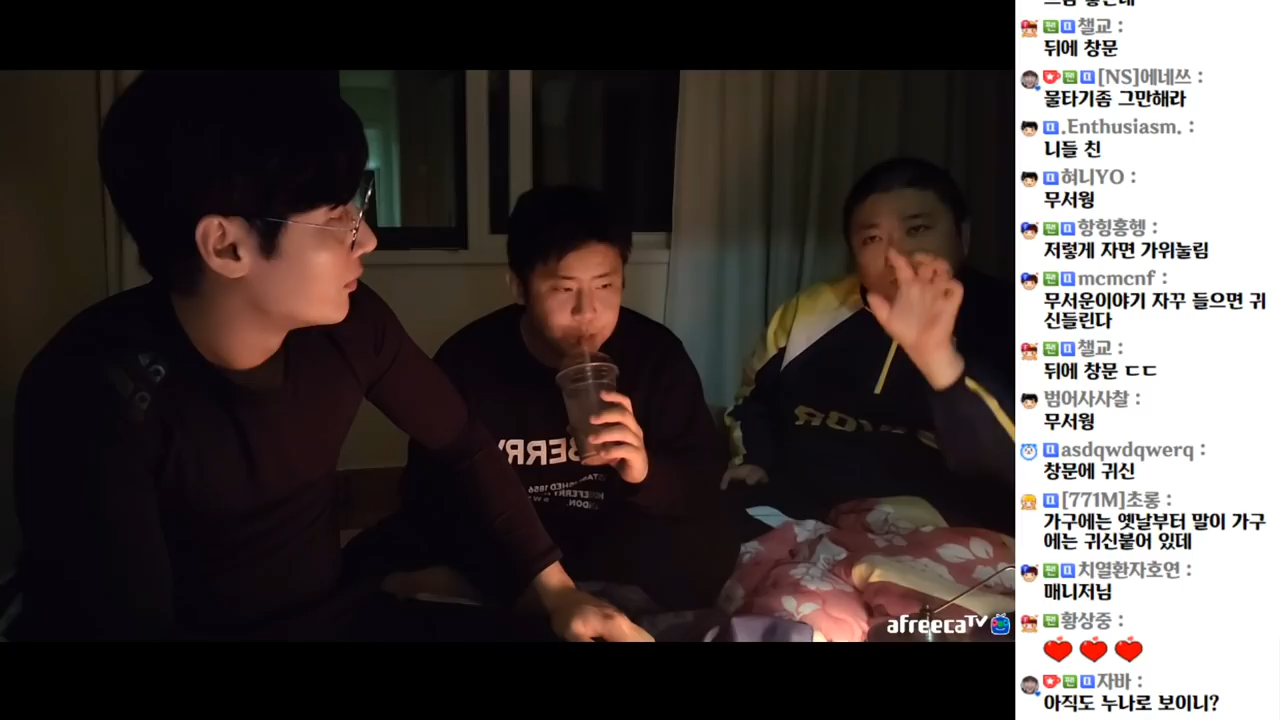 챌교 :
뒤에 창문
[NS]에네쓰 :
물타기좀 그만해라
.Enthusiasm. :
니들 친
혀니YO :
무서웡
항헝홍헹 :
저렇게 자면 가위눌림
mcmcnf :
무서운이야기 자꾸 들으면 귀
신들린다
챌교 :
뒤에 창문 ㄷㄷ
범어사사찰 :
무서웡
asdqwdqwerq :
창문에 귀신
[771M]초롱 :
가구에는 옛날부터 말이 가구
에는 귀신붙어 있데
치열환자호연 :
매니저님
황상중 :
자바 :
아직도 누나로 보이니?
afreecaTV